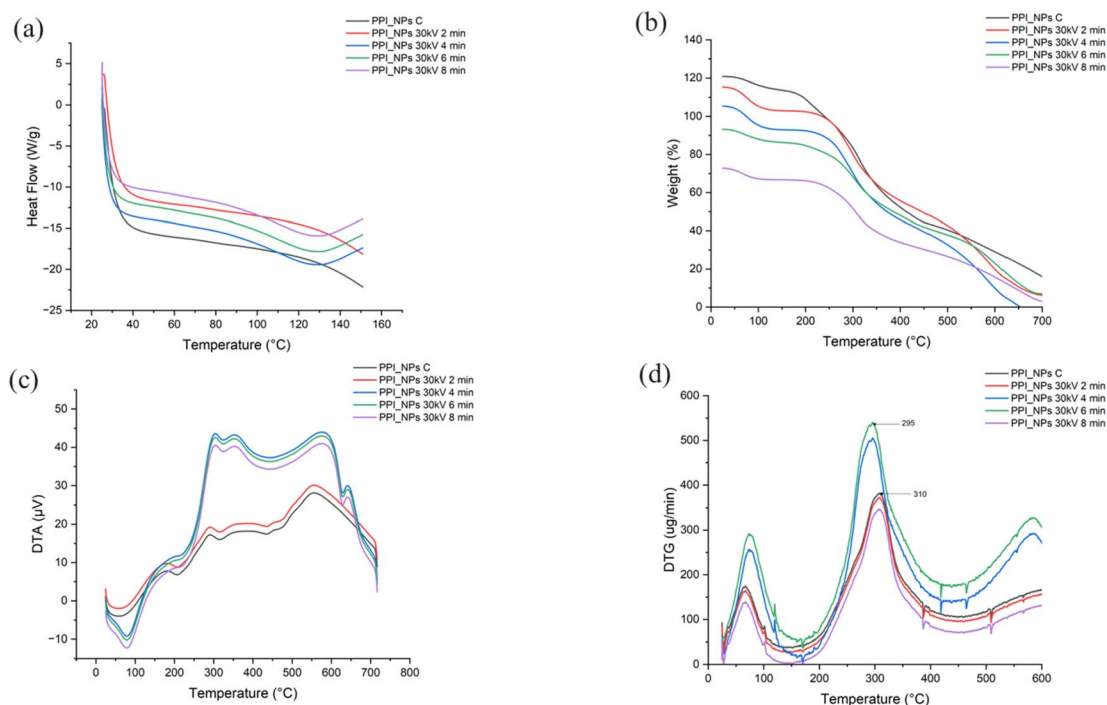 (a)
PPI_NPs C
PPI_NPs 30kV 2 min
PPI_NPs 30kV 4 min
PPI_NPs 30kV 6 min
PPI_NPs 30kV 8 min
5
0
−5
−10
−15
−20
−25
Heat Flow (W/g)
20 40 60 80 100 120 140 160
Temperature (°C)
(b)
PPI_NPs C
PPI_NPs 30kV 2 min
PPI_NPs 30kV 4 min
PPI_NPs 30kV 6 min
PPI_NPs 30kV 8 min
140
120
100
80
60
40
20
0
Weight (%)
0 100 200 300 400 500 600 700
Temperature (°C)
(c)
PPI_NPs C
PPI_NPs 30kV 2 min
PPI_NPs 30kV 4 min
PPI_NPs 30kV 6 min
PPI_NPs 30kV 8 min
50
40
30
20
10
0
−10
DTA (µV)
0 100 200 300 400 500 600 700 800
Temperature (°C)
(d)
PPI_NPs C
PPI_NPs 30kV 2 min
PPI_NPs 30kV 4 min
PPI_NPs 30kV 6 min
PPI_NPs 30kV 8 min
600
500
400
300
200
100
0
DTG (ug/min)
295
310
0 100 200 300 400 500 600
Temperature (°C)